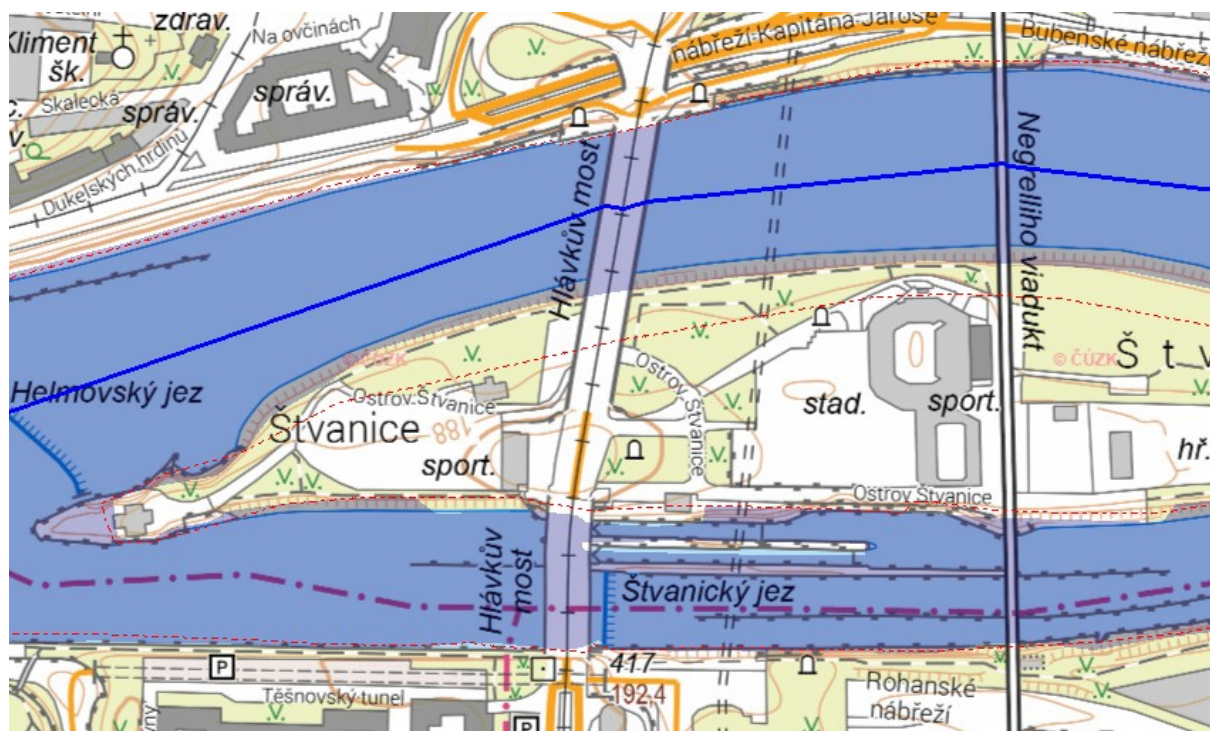 Kliment
šk.
zdráv.
Na ovčinách
nábřeží Kapitána Jaroše
Bubenské nábřeží
Skalecká
správ.
správ.
v.
v.
v.
v.
v.
v.
Dukelských hrdinů
Hlávkův most
Negrelliho viadukt
Helmovský jez
© ČÚZK
v.
v.
v.
v.
v.
Ostrov Štvanice
Ostrov Štvanice
v.
v.
© ČÚZK
Š t v
Štvanice
188
sport.
stad.
sport.
hř.
v.
v.
v.
v.
Ostrov Štvanice
Hlávkův
most
Štvanický jez
P
417
192,4
Těšnovský tunel
v.
v.
v.
v.
P
Rohanské
nábřeží